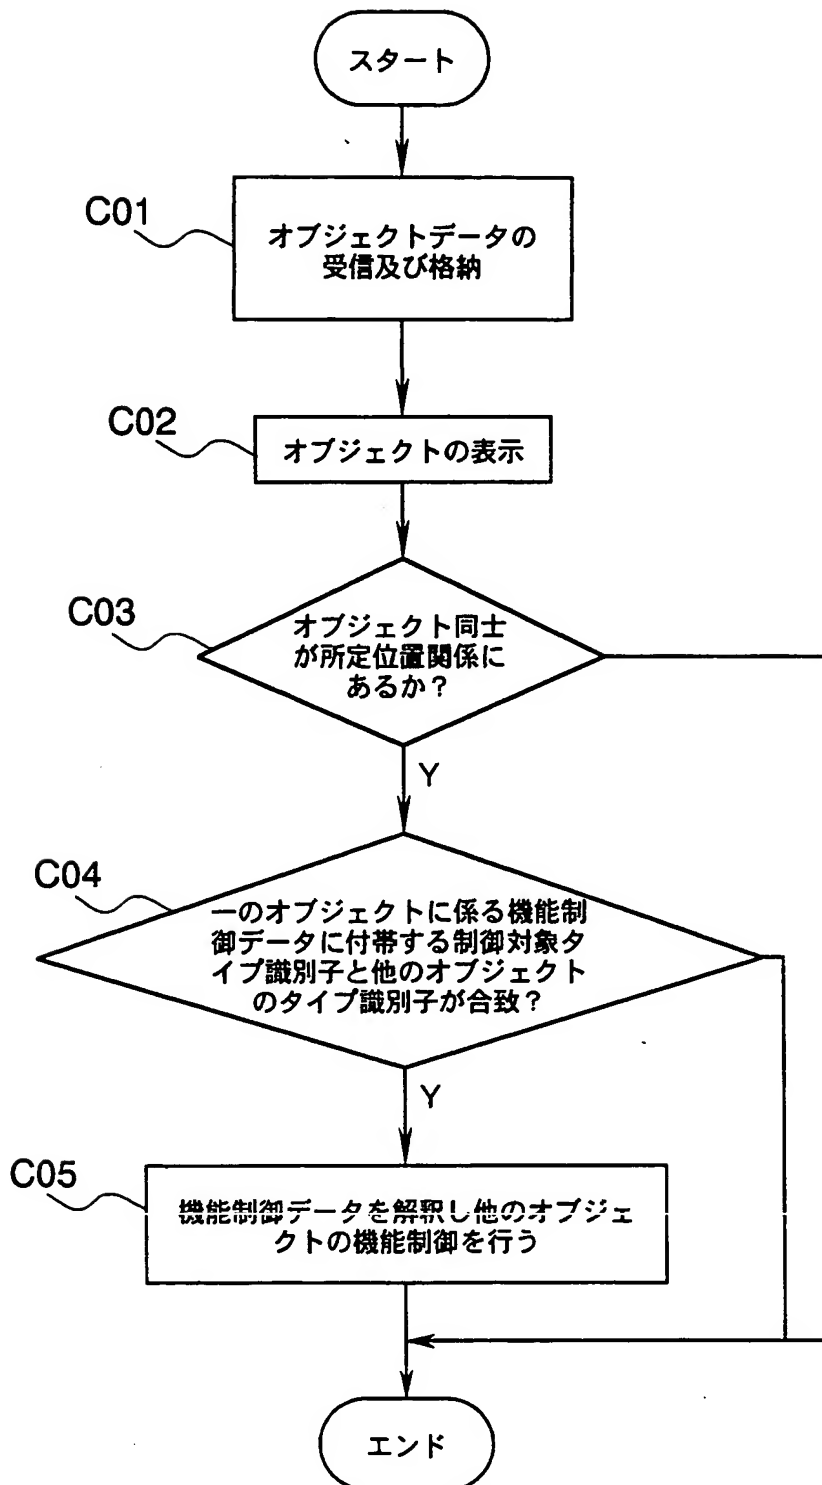 スタート
C01
オブジェクトデータの
受信及び格納
C02
オブジェクトの表示
C03
オブジェクト同士
が所定位置関係に
あるか？
Y
C04
一のオブジェクトに係る機能制
御データに付帯する制御対象タ
イプ識別子と他のオブジェクト
のタイプ識別子が合致？
Y
C05
機能制御データを解釈し他のオブジェ
クトの機能制御を行う
エンド